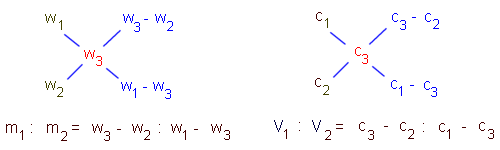 w₁ w₃ - w₂ c₁ c₃ - c₂
w₃ c₃
w₂ w₁ - w₃ c₂ c₁ - c₃
m₁ : m₂ = w₃ - w₂ : w₁ - w₃ V₁ : V₂ = c₃ - c₂ : c₁ - c₃